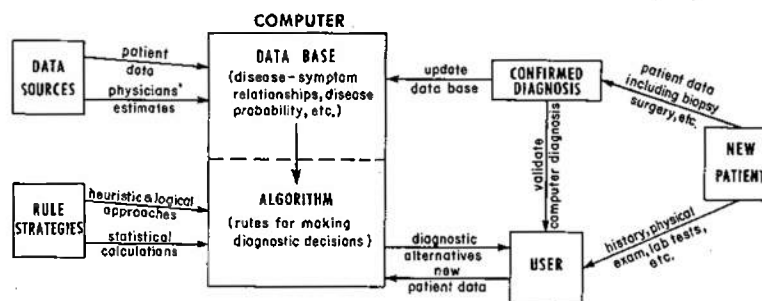 COMPUTER
DATA
SOURCES
patient
data
physicians'
estimates
DATA BASE
(disease-symptom
relationships, disease
probability, etc.)
update
data base
CONFIRMED
DIAGNOSIS
patient data
including biopsy
surgery, etc.
NEW
PATIENT
validate
computer diagnosis
RULE
STRATEGIES
heuristic & logical
approaches
statistical
calculations
ALGORITHM
(rules for making
diagnostic decisions)
diagnostic
alternatives
new
patient data
USER
history, physical
exam, lab tests,
etc.